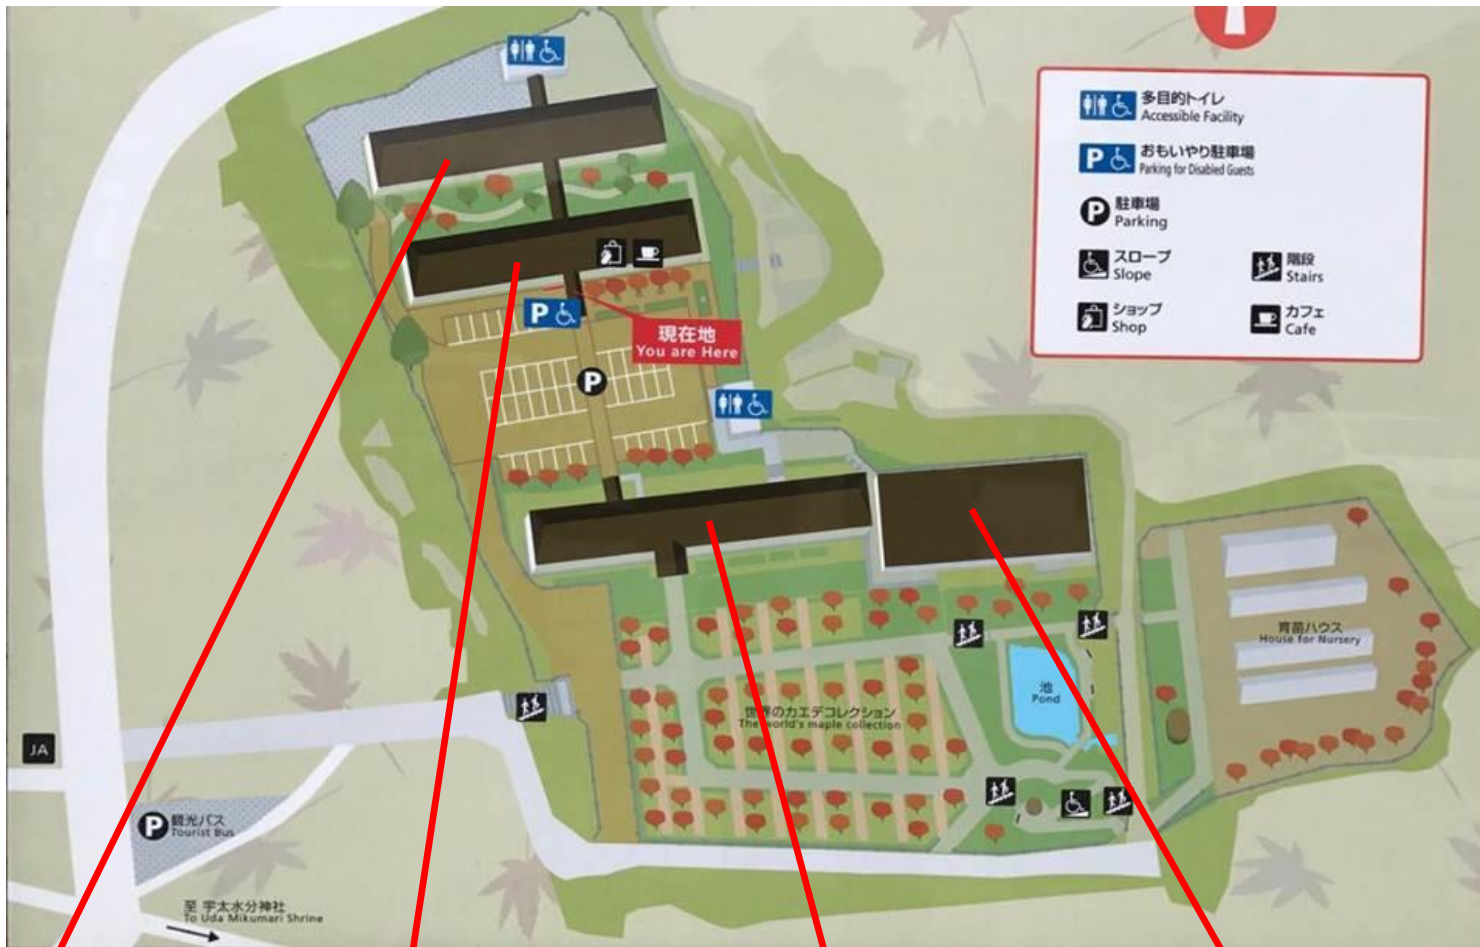 多目的トイレ
Accessible Facility
P
おもいやり駐車場
Parking for Disabled Guests
P
駐車場
Parking
スロープ
Slope
階段
Stairs
ショップ
Shop
カフェ
Cafe
P
現在地
You are Here
P
育苗ハウス
House for Nursery
池
Pond
世界のカエデコレクション
The world's maple collection
JA
P
観光バス
Tourist Bus
至 宇太水分神社
To Uda Mikumari Shrine